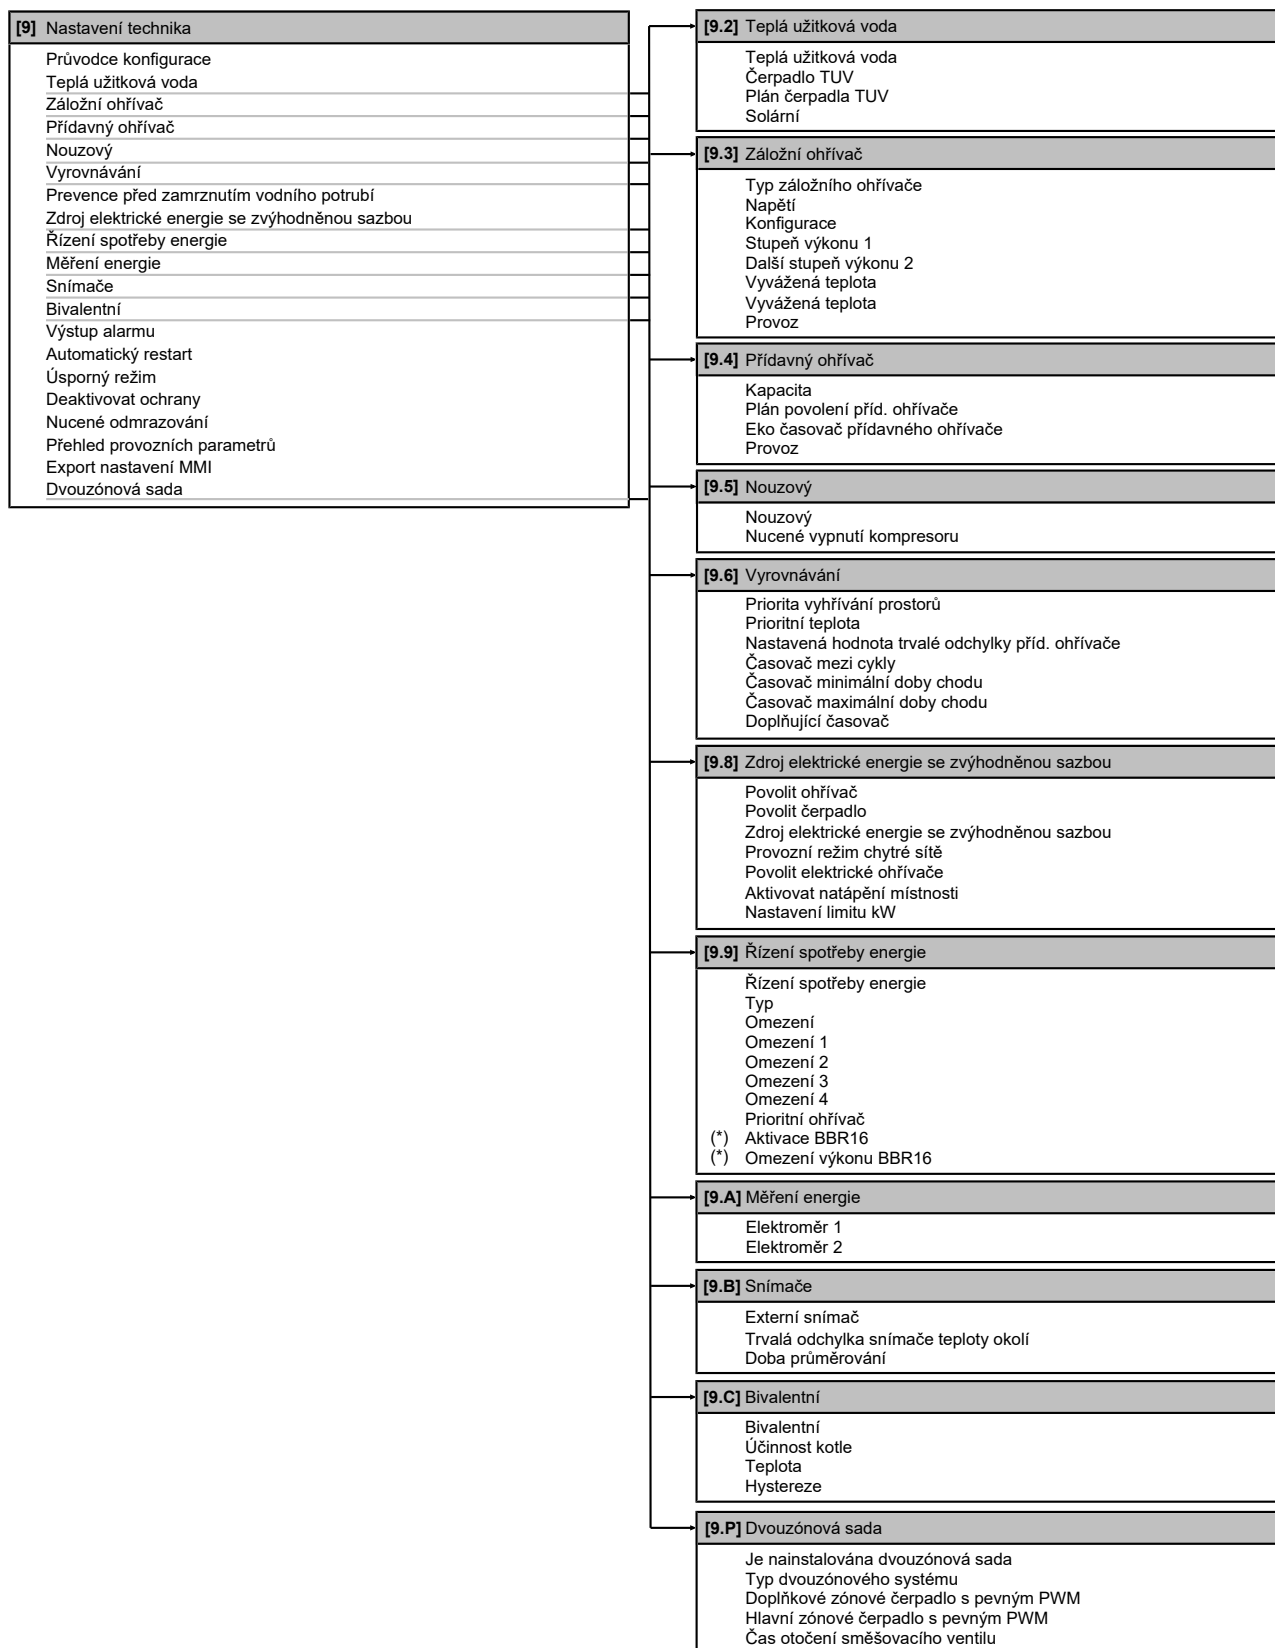 [9] Nastavení technika
Průvodce konfigurace
Teplá užitková voda
Záložní ohřívač
Přídavný ohřívač
Nouzový
Vyrovnávání
Prevence před zamrznutím vodního potrubí
Zdroj elektrické energie se zvýhodněnou sazbou
Řízení spotřeby energie
Měření energie
Snímače
Bivalentní
Výstup alarmu
Automatický restart
Úsporný režim
Deaktivovat ochrany
Nucené odmrazování
Přehled provozních parametrů
Export nastavení MMI
Dvouzónová sada
[9.2] Teplá užitková voda
Teplá užitková voda
Čerpadlo TUV
Plán čerpadla TUV
Solární
[9.3] Záložní ohřívač
Typ záložního ohřívače
Napětí
Konfigurace
Stupeň výkonu 1
Další stupeň výkonu 2
Vyvážená teplota
Vyvážená teplota
Provoz
[9.4] Přídavný ohřívač
Kapacita
Plán povolení příd. ohřívače
Eko časovač přídavného ohřívače
Provoz
[9.5] Nouzový
Nouzový
Nucené vypnutí kompresoru
[9.6] Vyrovnávání
Priorita vyhřívání prostorů
Prioritní teplota
Nastavená hodnota trvalé odchylky příd. ohřívače
Časovač mezi cykly
Časovač minimální doby chodu
Časovač maximální doby chodu
Doplňující časovač
[9.8] Zdroj elektrické energie se zvýhodněnou sazbou
Povolit ohřívač
Povolit čerpadlo
Zdroj elektrické energie se zvýhodněnou sazbou
Provozní režim chytré sítě
Povolit elektrické ohřívače
Aktivovat natápění místnosti
Nastavení limitu kW
[9.9] Řízení spotřeby energie
Řízení spotřeby energie
Typ
Omezení
Omezení 1
Omezení 2
Omezení 3
Omezení 4
Prioritní ohřívač
(*) Aktivace BBR16
(*) Omezení výkonu BBR16
[9.A] Měření energie
Elektroměr 1
Elektroměr 2
[9.B] Snímače
Externí snímač
Trvalá odchylka snímače teploty okolí
Doba průměrování
[9.C] Bivalentní
Bivalentní
Účinnost kotle
Teplota
Hystereze
[9.P] Dvouzónová sada
Je nainstalována dvouzónová sada
Typ dvouzónového systému
Doplňkové zónové čerpadlo s pevným PWM
Hlavní zónové čerpadlo s pevným PWM
Čas otočení směšovacího ventilu